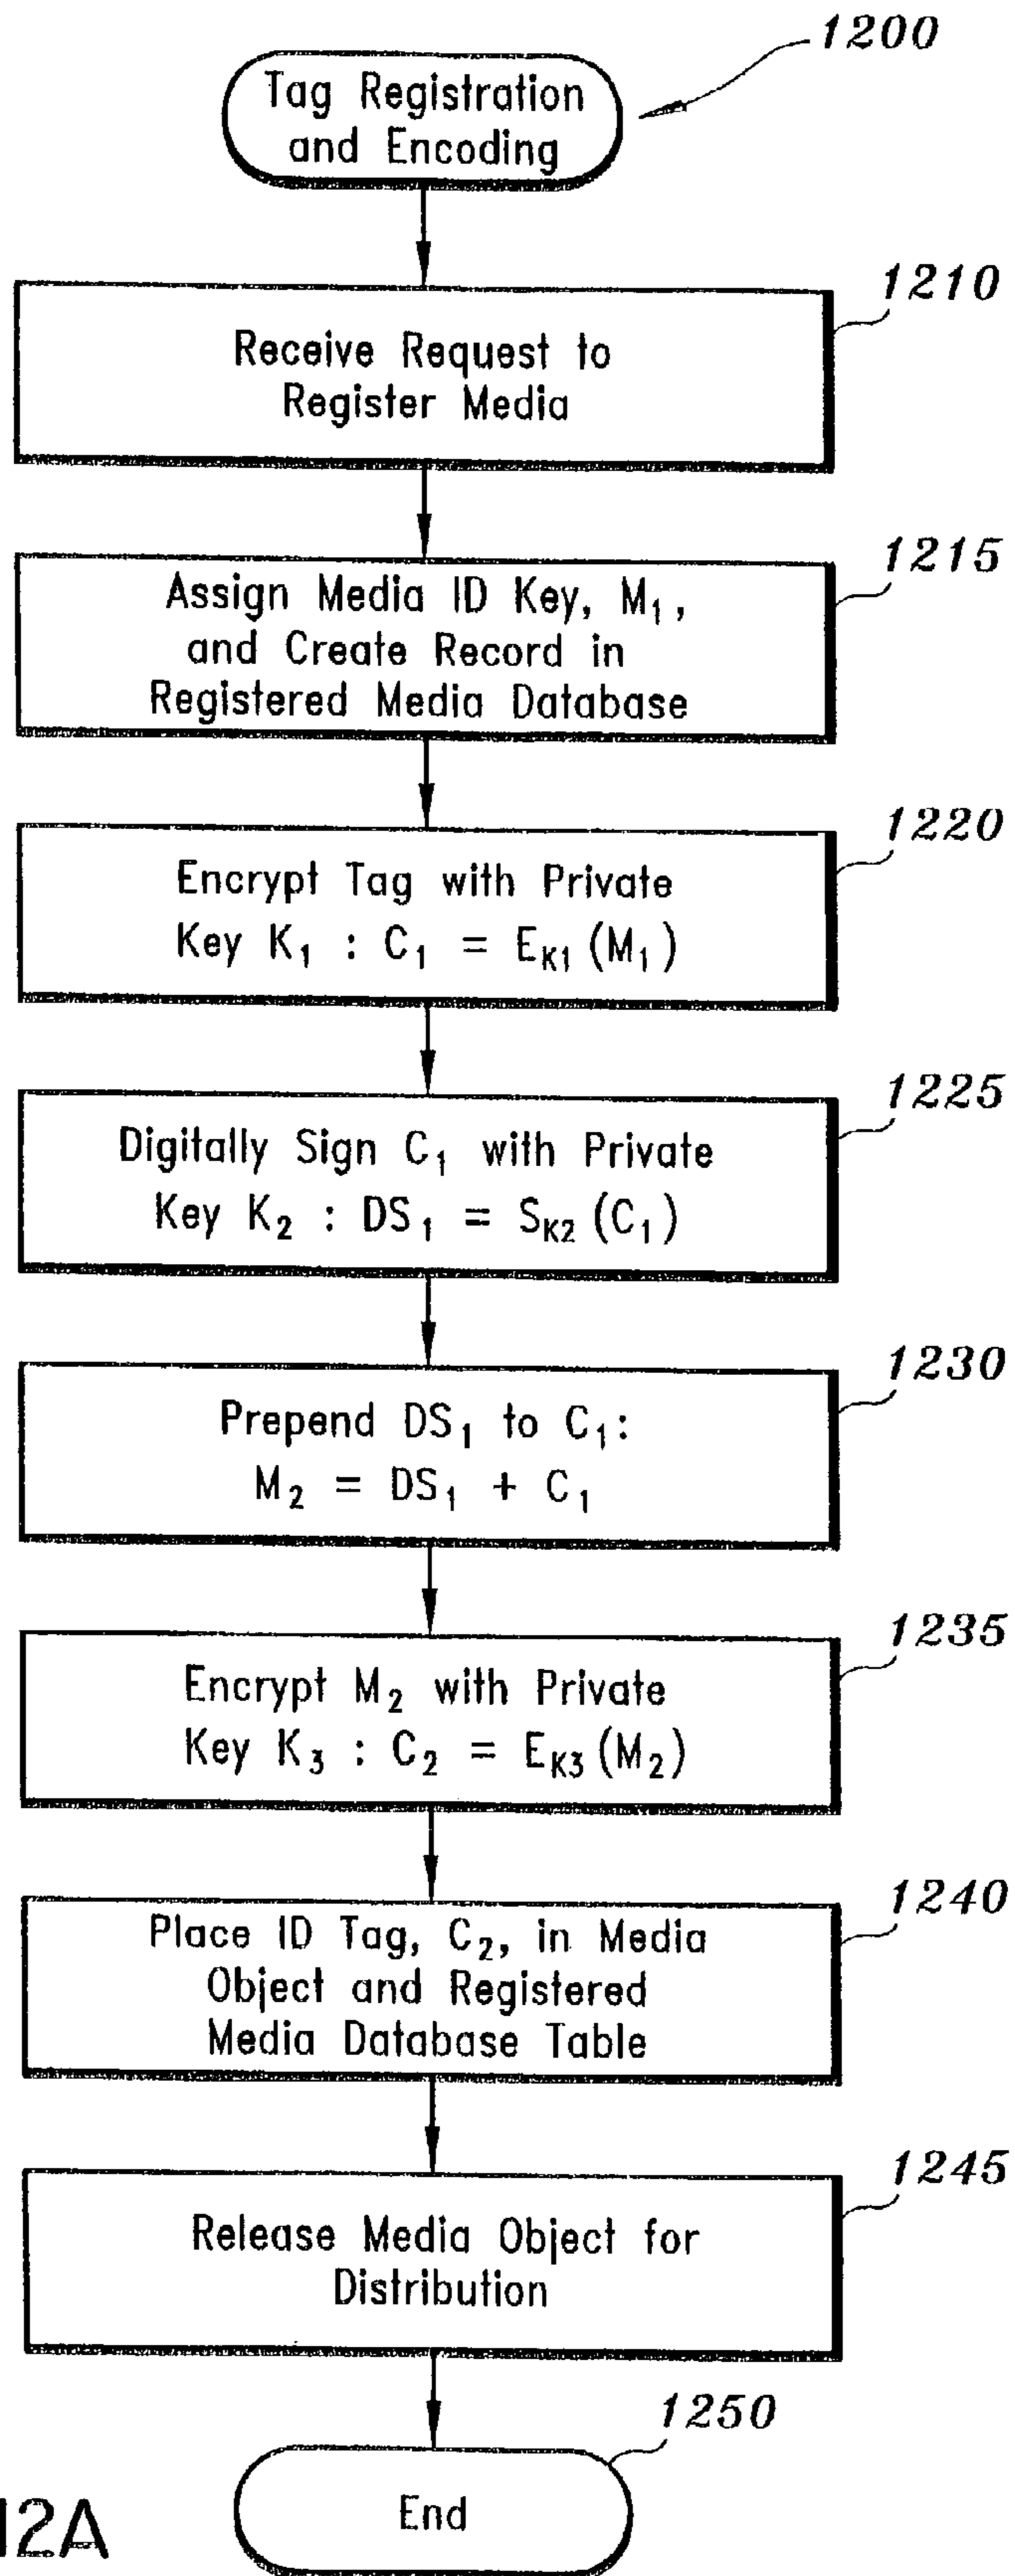 1200
Tag Registration
and Encoding
1210
Receive Request to
Register Media
1215
Assign Media ID Key, M₁,
and Create Record in
Registered Media Database
1220
Encrypt Tag with Private
Key K₁ : C₁ = E_K1 (M₁)
1225
Digitally Sign C₁ with Private
Key K₂ : DS₁ = S_K2 (C₁)
1230
Prepend DS₁ to C₁:
M₂ = DS₁ + C₁
1235
Encrypt M₂ with Private
Key K₃ : C₂ = E_K3 (M₂)
1240
Place ID Tag, C₂, in Media
Object and Registered
Media Database Table
1245
Release Media Object for
Distribution
1250
End
12A